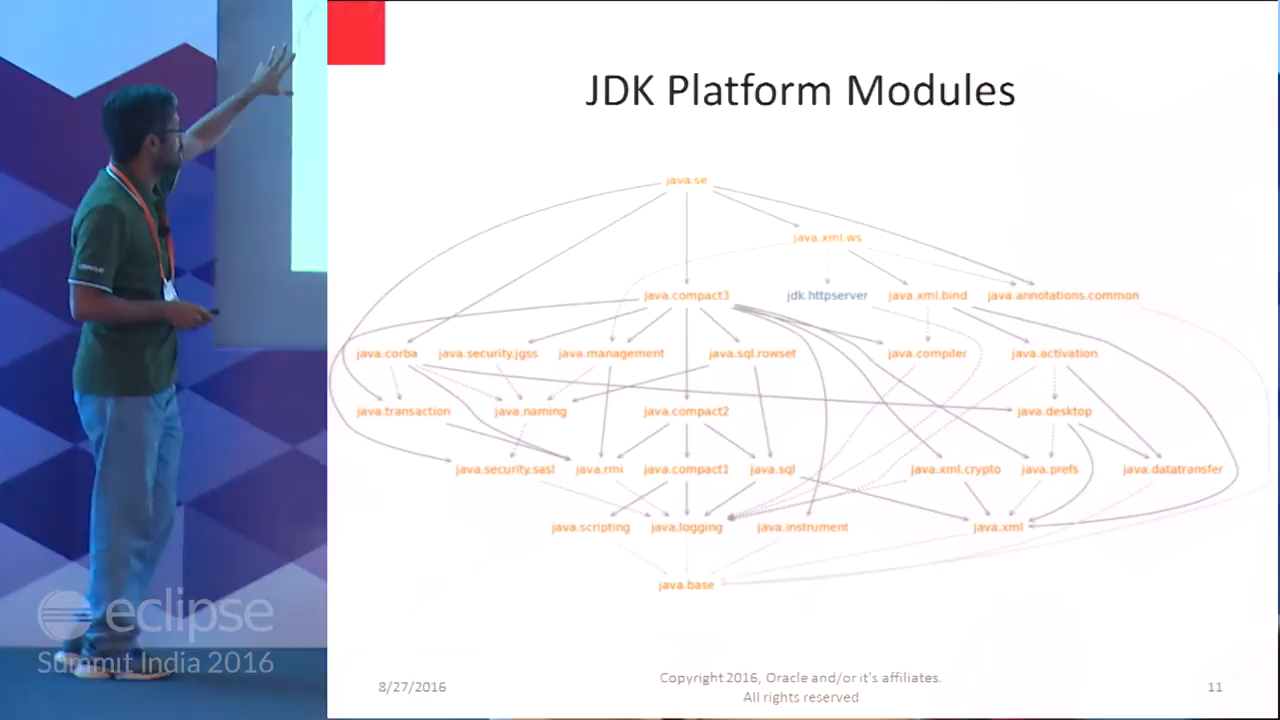 JDK Platform Modules
java.se
java.xml.ws
java.compact3
jdk.httpserver
java.xml.bind
java.annotations.common
java.corba
java.security.jgss
java.management
java.sql.rowset
java.compiler
java.activation
java.transaction
java.naming
java.compact2
java.desktop
java.security.sasl
java.rmi
java.compact1
java.sql
java.xml.crypto
java.prefs
java.datatransfer
java.scripting
java.logging
java.instrument
java.xml
java.base
eclipse
Summit India 2016
8/27/2016
Copyright 2016, Oracle and/or it's affiliates.
All rights reserved
11